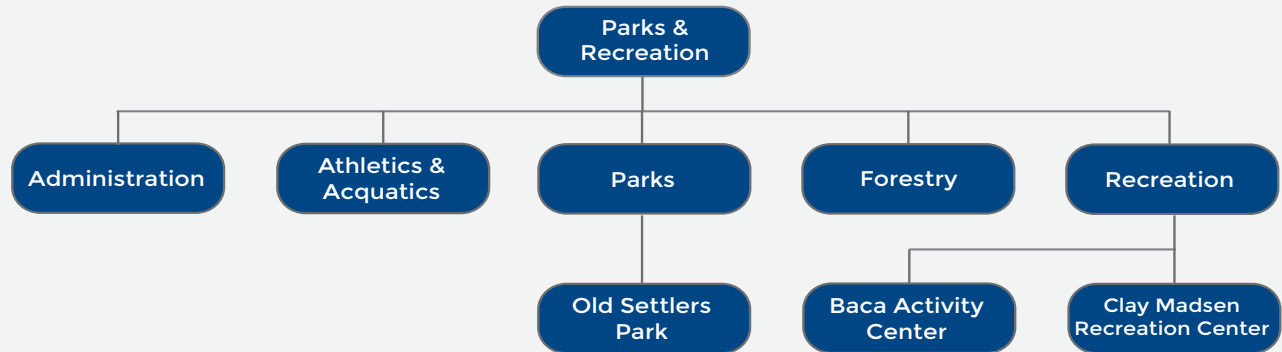 Parks &
Recreation
Administration
Athletics &
Acquatics
Parks
Forestry
Recreation
Old Settlers
Park
Baca Activity
Center
Clay Madsen
Recreation Center